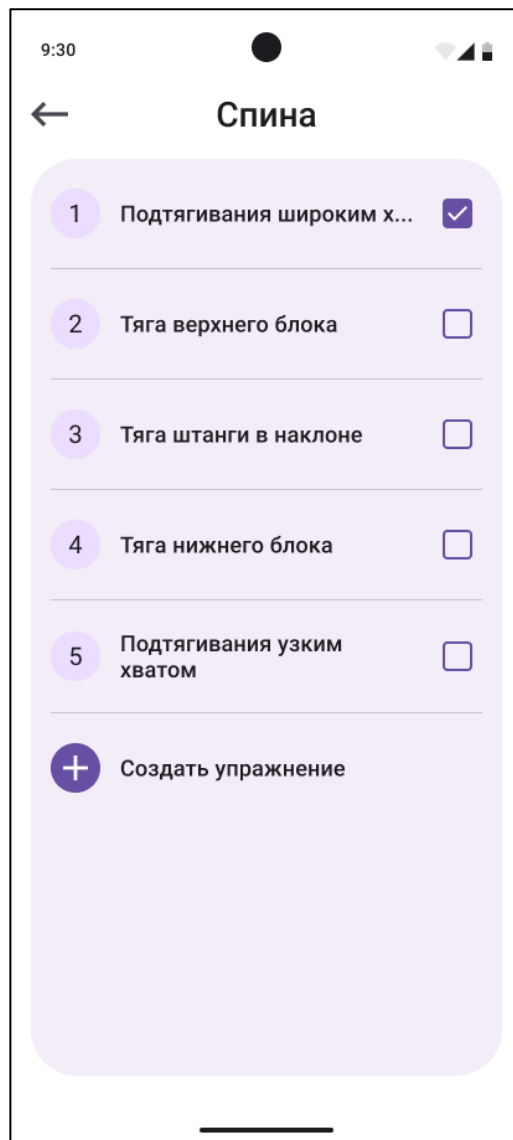 9:30
Спина
1 Подтягивания широким х...
2 Тяга верхнего блока
3 Тяга штанги в наклоне
4 Тяга нижнего блока
5 Подтягивания узким
хватом
Создать упражнение